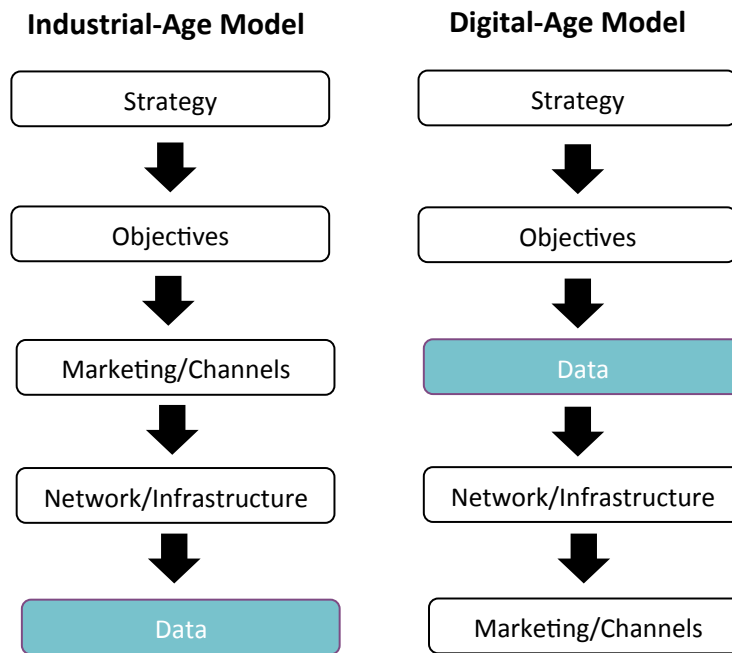 Industrial-Age Model
Strategy
Objectives
Marketing/Channels
Network/Infrastructure
Data
Digital-Age Model
Strategy
Objectives
Data
Network/Infrastructure
Marketing/Channels